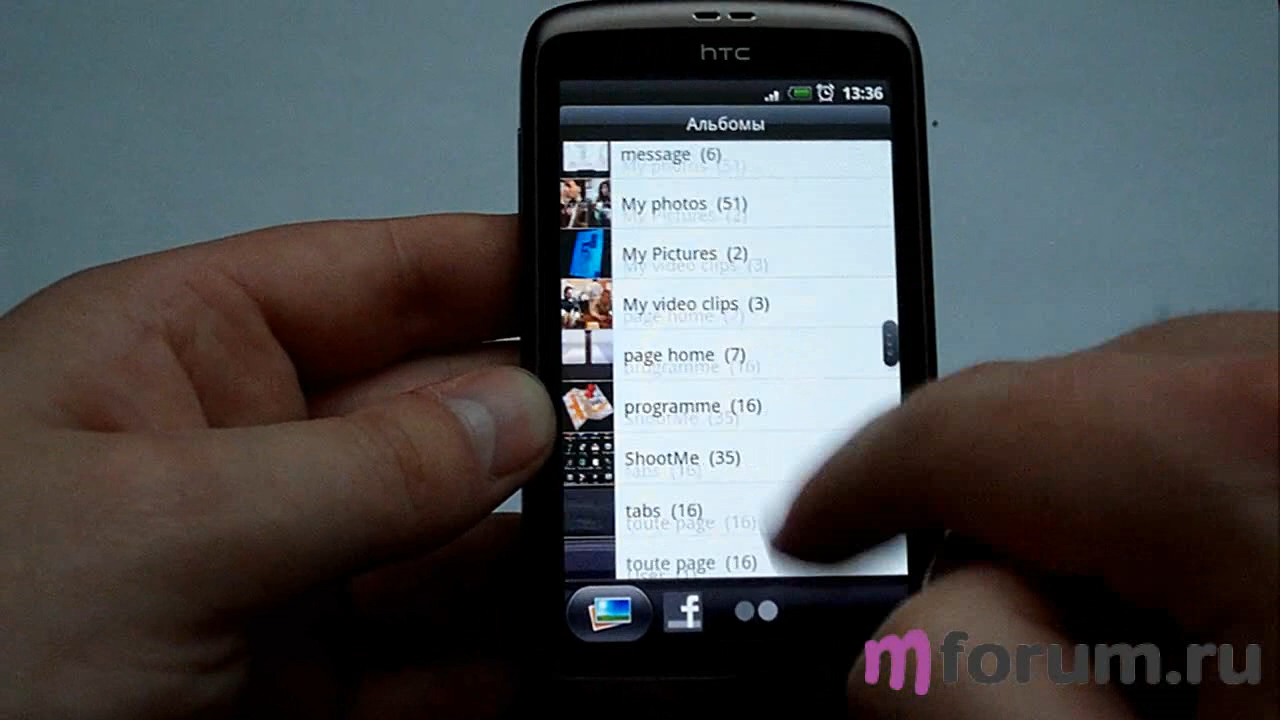 hTC
13:36
Альбомы
message (6)
My photos (51)
My Pictures (2)
My video clips (3)
page home (7)
programme (16)
ShootMe (35)
tabs (16)
toute page (16)
f
mforum.ru